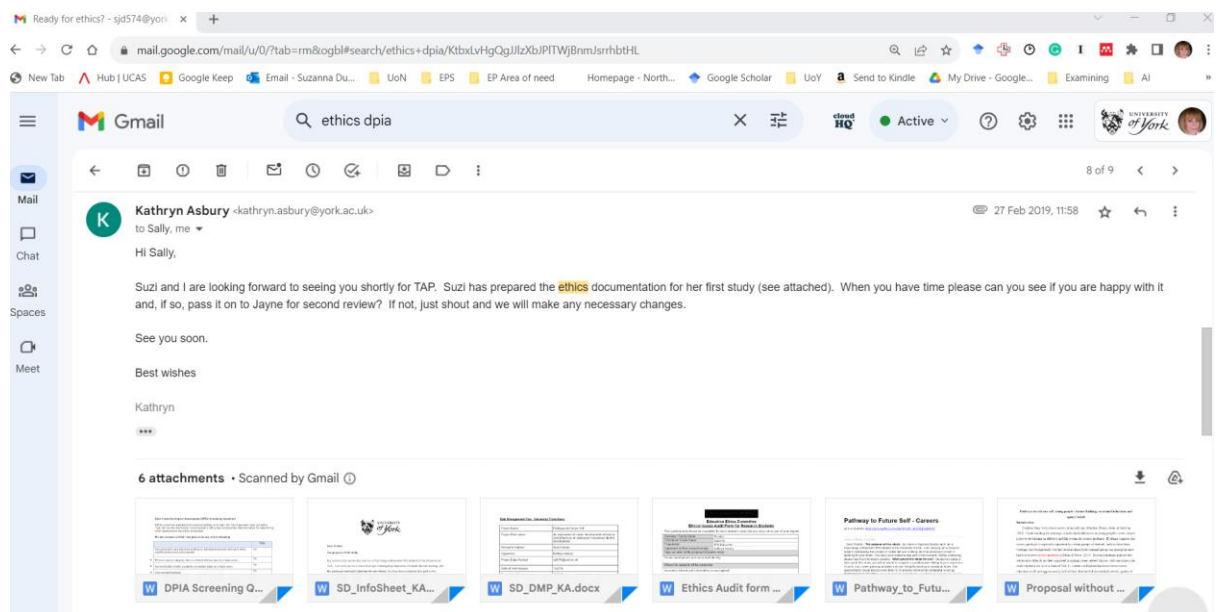 Ready for ethics? - sjd574@york
mail.google.com/mail/u/0/?tab=rm&ogbl#search/ethics+dpia/KtbxLvHgQgJJlzXbJPlTWjBnmJsrrhbtHL
New Tab Hub | UCAS Google Keep Email - Suzanna Du... UoN EPS EP Area of need Homepage - North... Google Scholar UoY Send to Kindle My Drive - Google... Examining AI
Gmail ethics dpia cloud HQ Active UNIVERSITY of York
8 of 9
Mail
Chat
Spaces
Meet
K
Kathryn Asbury <kathryn.asbury@york.ac.uk> 27 Feb 2019, 11:58
to Sally, me
Hi Sally,
Suzi and I are looking forward to seeing you shortly for TAP. Suzi has prepared the ethics documentation for her first study (see attached). When you have time please can you see if you are happy with it
and, if so, pass it on to Jayne for second review? If not, just shout and we will make any necessary changes.
See you soon.
Best wishes
Kathryn
6 attachments • Scanned by Gmail
UNIVERSITY of York
Pathway to Future Self - Careers
W DPIA Screening Q... W SD_InfoSheet_KA... W SD_DMP_KA.docx W Ethics Audit form ... W Pathway_to_Futu... W Proposal without ...